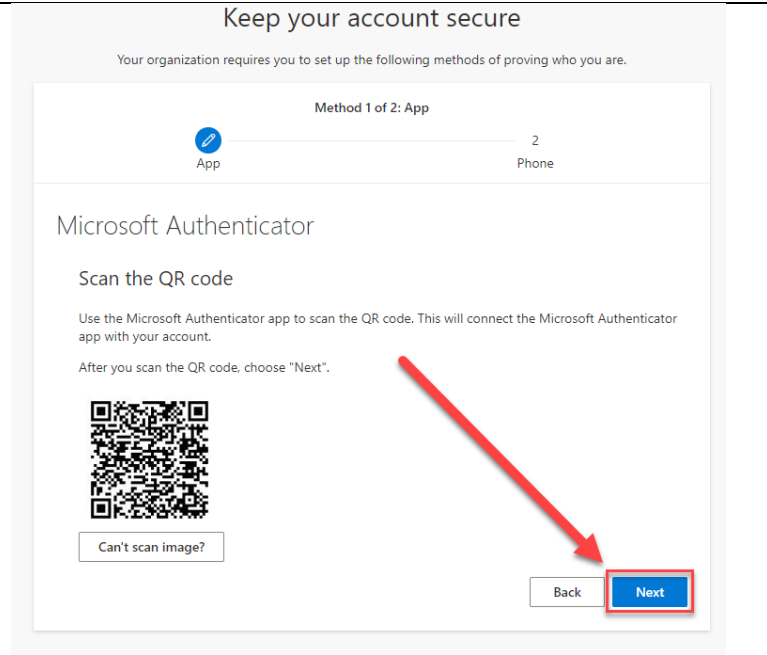 Keep your account secure
Your organization requires you to set up the following methods of proving who you are.
Method 1 of 2: App
2
App
Phone
Microsoft Authenticator
Scan the QR code
Use the Microsoft Authenticator app to scan the QR code. This will connect the Microsoft Authenticator
app with your account.
After you scan the QR code, choose "Next".
Can't scan image?
Back
Next